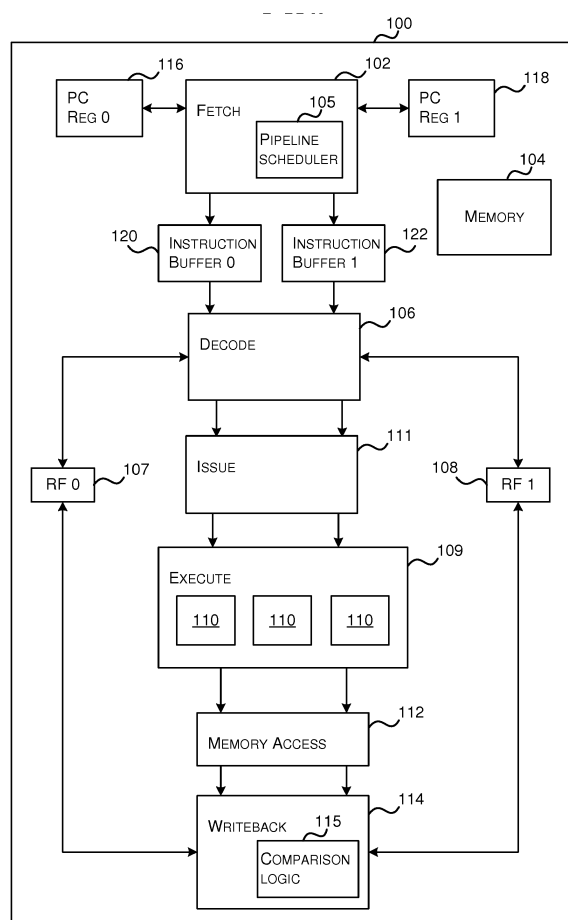 100
116
102
118
PC
REG 0
FETCH
105
PIPELINE
SCHEDULER
PC
REG 1
104
MEMORY
120
INSTRUCTION
BUFFER 0
INSTRUCTION
BUFFER 1
122
106
DECODE
111
ISSUE
RF 0
107
108
RF 1
109
EXECUTE
110
110
110
112
MEMORY ACCESS
114
WRITEBACK
115
COMPARISON
LOGIC